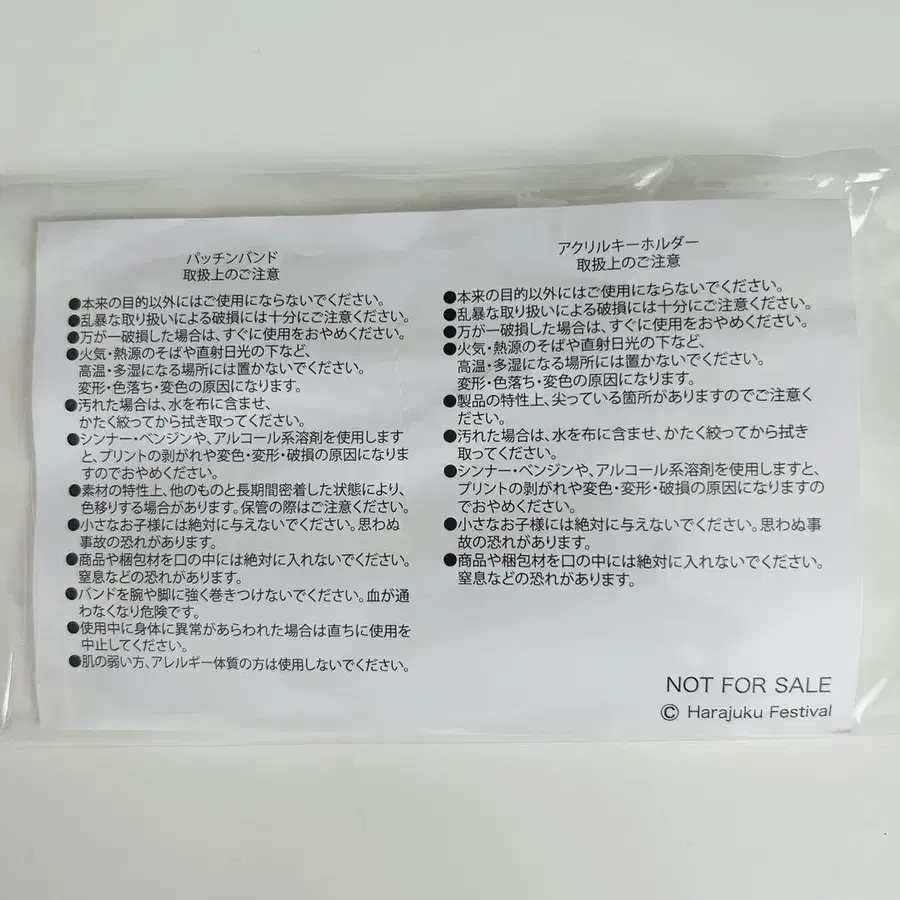 パッチンバンド
取扱上のご注意
●本来の目的以外にはご使用にならないでください。
●乱暴な取り扱いによる破損には十分にご注意ください。
●万が一破損した場合は、すぐに使用をおやめください。
●火気・熱源のそばや直射日光の下など、
高温・多湿になる場所には置かないでください。
変形・色落ち・変色の原因になります。
●汚れた場合は、水を布に含ませ、
かたく絞ってから拭き取ってください。
●シンナー・ベンジンや、アルコール系溶剤を使用します
と、プリントの剥がれや変色・変形・破損の原因になりま
すのでおやめください。
●素材の特性上、他のものと長期間密着した状態により、
色移りする場合があります。保管の際はご注意ください。
●小さなお子様には絶対に与えないでください。思わぬ
事故の恐れがあります。
●商品や梱包材を口の中には絶対に入れないでください。
窒息などの恐れがあります。
●バンドを腕や脚に強く巻きつけないでください。血が通
わなくなり危険です。
●使用中に身体に異常があらわれた場合は直ちに使用を
中止してください。
●肌の弱い方、アレルギー体質の方は使用しないでください。
アクリルキーホルダー
取扱上のご注意
●本来の目的以外にはご使用にならないでください。
●乱暴な取り扱いによる破損には十分にご注意ください。
●万が一破損した場合は、すぐに使用をおやめください。
●火気・熱源のそばや直射日光の下など、
高温・多湿になる場所には置かないでください。
変形・色落ち・変色の原因になります。
●製品の特性上、尖っている箇所がありますのでご注意く
ださい。
●汚れた場合は、水を布に含ませ、かたく絞ってから拭き
取ってください。
●シンナー・ベンジンや、アルコール系溶剤を使用しますと、
プリントの剥がれや変色・変形・破損の原因になりますの
でおやめください。
●小さなお子様には絶対に与えないでください。思わぬ事
故の恐れがあります。
●商品や梱包材を口の中には絶対に入れないでください。
窒息などの恐れがあります。
NOT FOR SALE
© Harajuku Festival